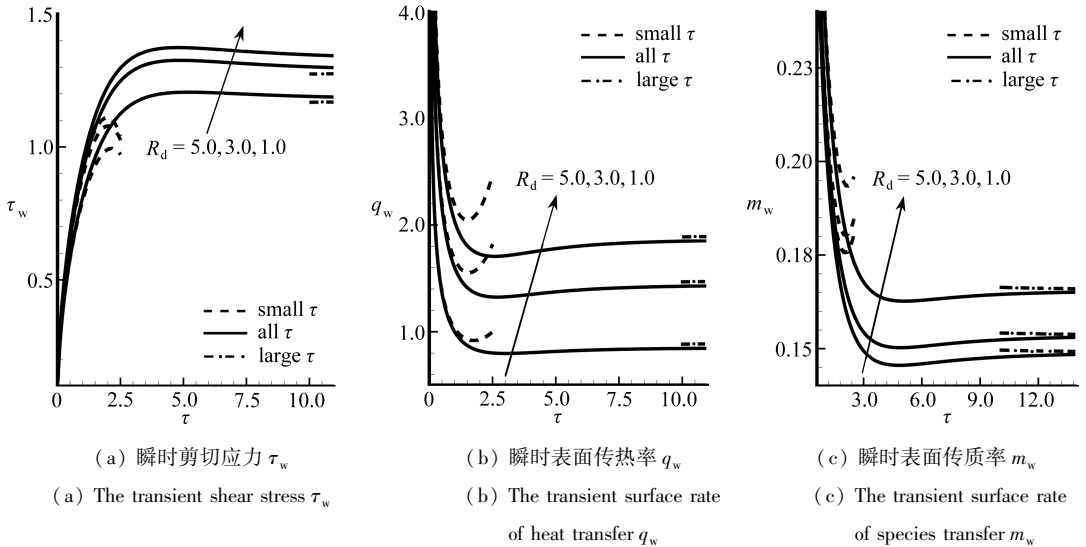 1.5
1.0
0.5
τw
0
2.5
5.0
7.5
10.0
τ
Rd = 5.0, 3.0, 1.0
small τ
all τ
large τ
(a) 瞬时剪切应力 τw
(a) The transient shear stress τw
4.0
3.0
2.0
1.0
qw
0
2.5
5.0
7.5
10.0
τ
small τ
all τ
large τ
Rd = 5.0, 3.0, 1.0
(b) 瞬时表面传热率 qw
(b) The transient surface rate
of heat transfer qw
0.23
0.20
0.18
0.15
mw
3.0
6.0
9.0
12.0
τ
small τ
all τ
large τ
Rd = 5.0, 3.0, 1.0
(c) 瞬时表面传质率 mw
(c) The transient surface rate
of species transfer mw